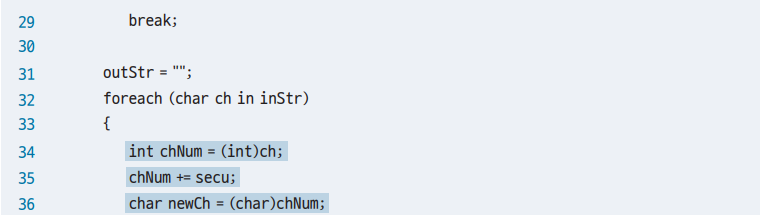 29 break;
30
31 outStr = "";
32 foreach (char ch in inStr)
33 {
34 int chNum = (int)ch;
35 chNum += secu;
36 char newCh = (char)chNum;